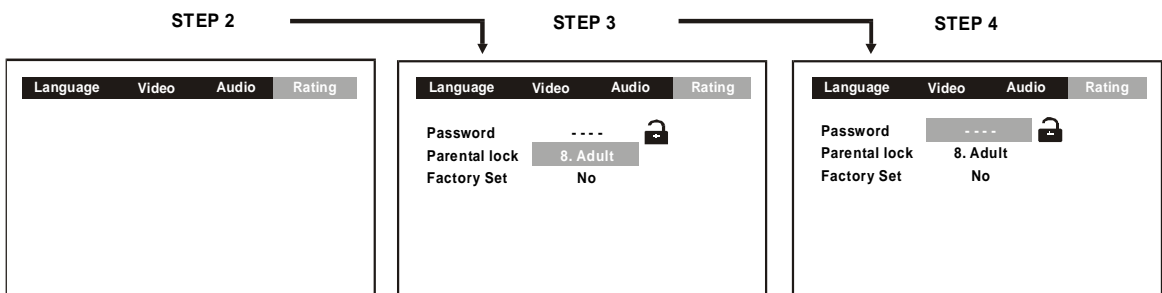 STEP 2 STEP 3 STEP 4
Language Video Audio Rating
Language Video Audio Rating
Password - - - -
Parental lock 8. Adult
Factory Set No
Language Video Audio Rating
Password - - - -
Parental lock 8. Adult
Factory Set No